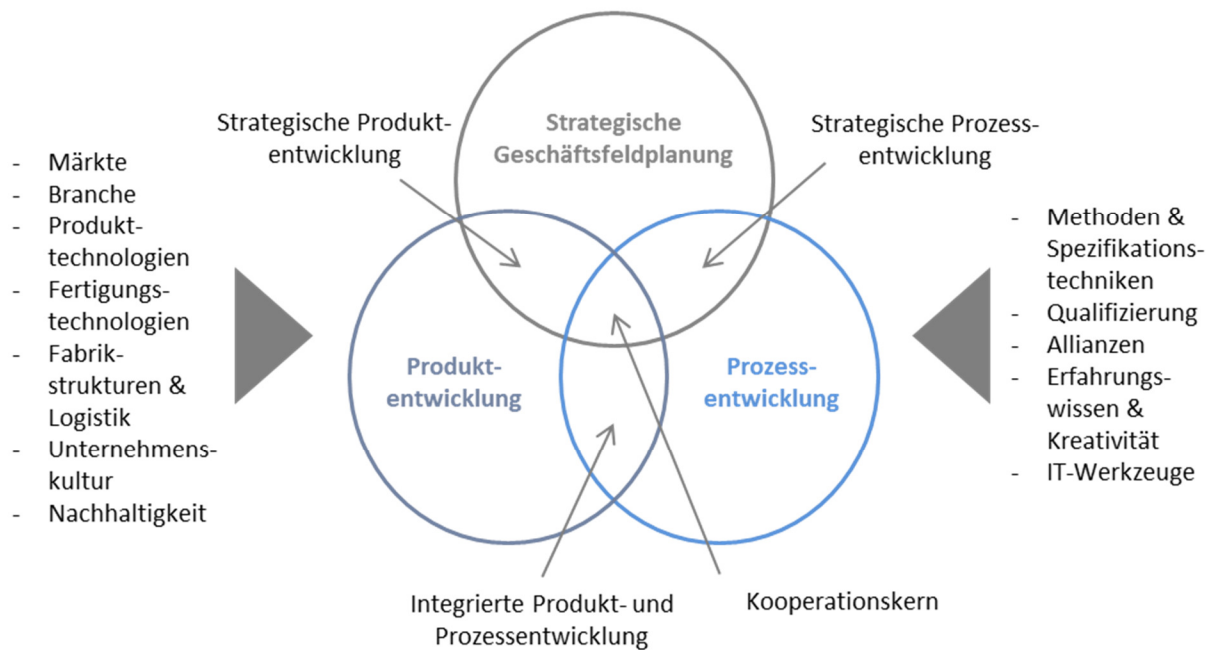 Strategische Produkt-
entwicklung
Strategische
Geschäftsfeldplanung
Strategische Prozess-
entwicklung
- Märkte
- Branche
- Produkt-
technologien
- Fertigungs-
technologien
- Fabrik-
strukturen &
Logistik
- Unternehmens-
kultur
- Nachhaltigkeit
Produkt-
entwicklung
Prozess-
entwicklung
- Methoden &
Spezifikations-
techniken
- Qualifizierung
- Allianzen
- Erfahrungs-
wissen &
Kreativität
- IT-Werkzeuge
Integrierte Produkt- und
Prozessentwicklung
Kooperationskern